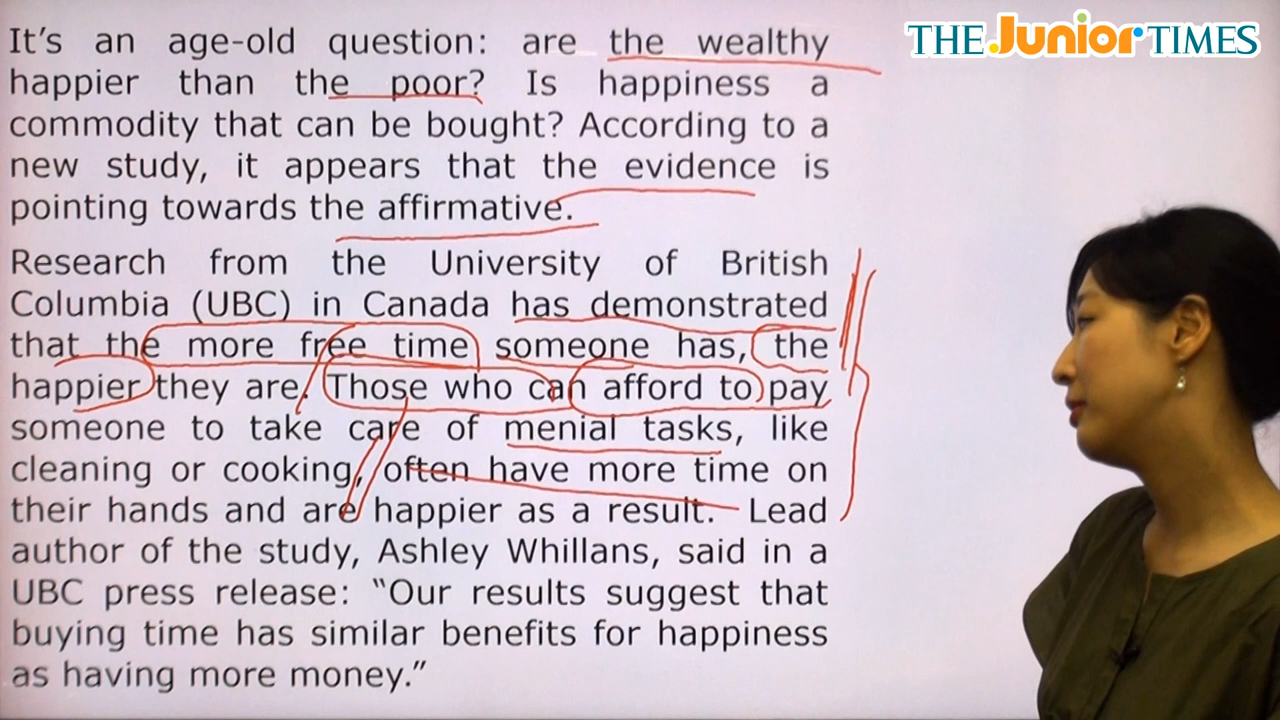 THE Junior TIMES
It's an age-old question: are the wealthy
happier than the poor? Is happiness a
commodity that can be bought? According to a
new study, it appears that the evidence is
pointing towards the affirmative.
Research from the University of British
Columbia (UBC) in Canada has demonstrated
that the more free time someone has, the
happier they are. Those who can afford to pay
someone to take care of menial tasks, like
cleaning or cooking, often have more time on
their hands and are happier as a result. Lead
author of the study, Ashley Whillans, said in a
UBC press release: “Our results suggest that
buying time has similar benefits for happiness
as having more money.”